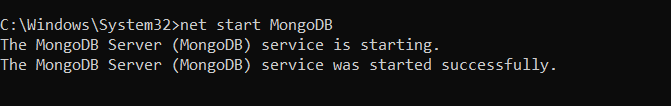 C:\Windows\System32>net start MongoDB
The MongoDB Server (MongoDB) service is starting.
The MongoDB Server (MongoDB) service was started successfully.